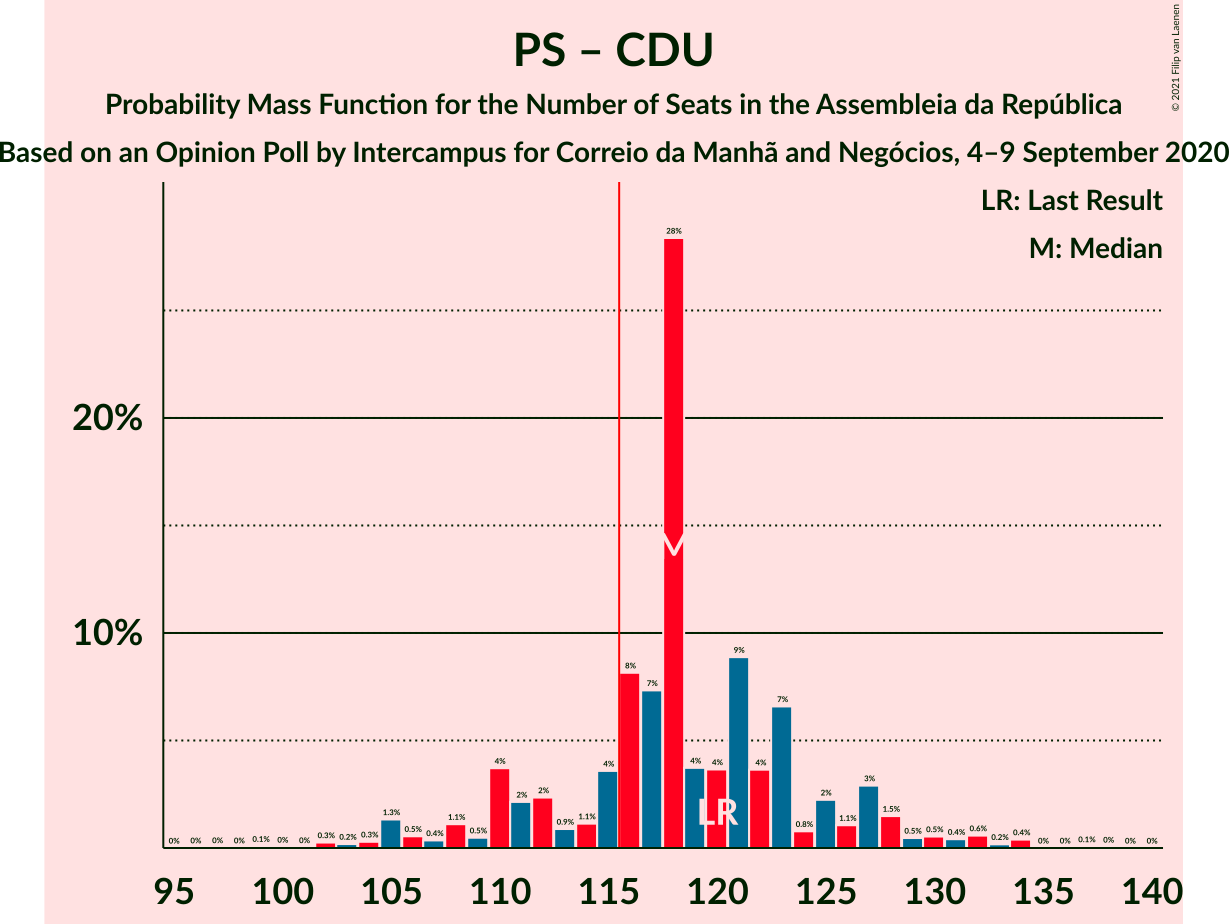 PS – CDU
Probability Mass Function for the Number of Seats in the Assembleia da República
Based on an Opinion Poll by Intercampus for Correio da Manhã and Negócios, 4–9 September 2020
© 2021 Filip van Laenen
LR: Last Result
M: Median
20%
10%
0% 0% 0% 0% 0.1% 0% 0% 0.3% 0.2% 0.3% 1.3% 0.5% 0.4% 1.1% 0.5% 4% 2% 2% 0.9% 1.1% 4% 8% 7% 28% 4% 4% 9% 4% 7% 0.8% 2% 1.1% 3% 1.5% 0.5% 0.5% 0.4% 0.6% 0.2% 0.4% 0% 0% 0.1% 0% 0% 0%
M
LR
95 100 105 110 115 120 125 130 135 140